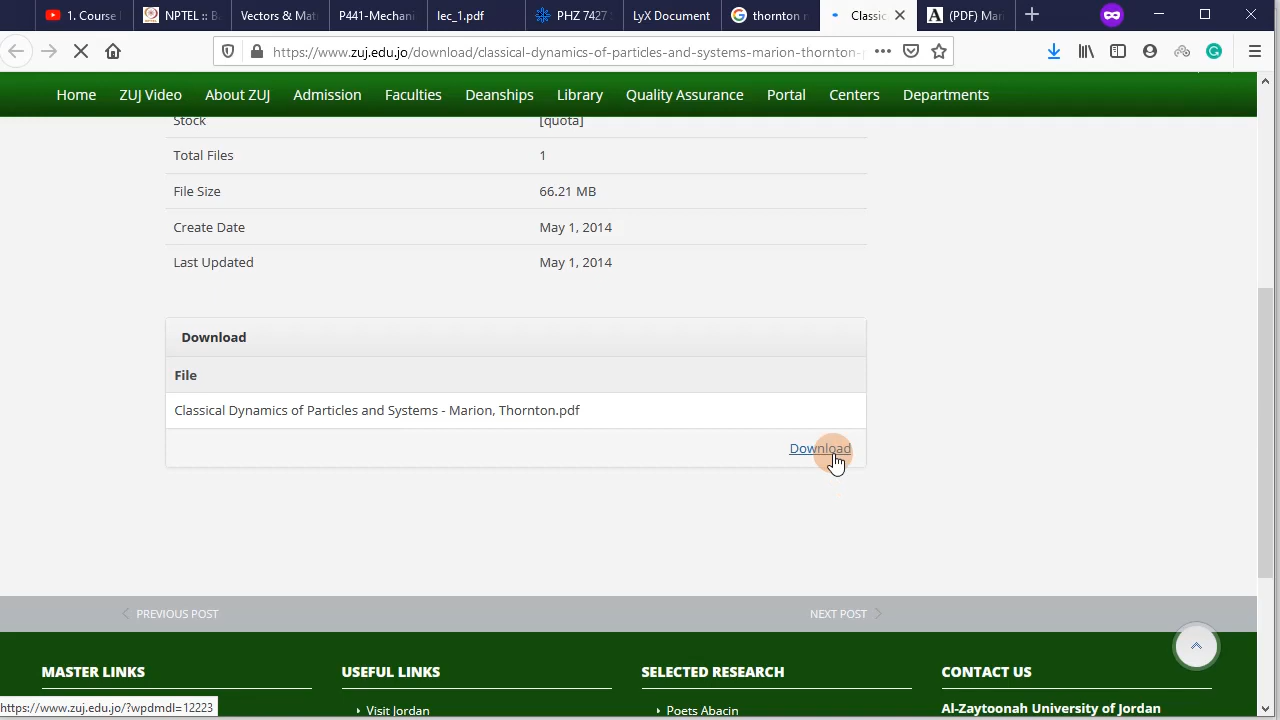 1. Course
NPTEL :: B
Vectors & Mat
P441-Mechani
lec_1.pdf
PHZ 7427
LyX Document
thornton
Classic
(PDF) Mar
https://www.zuj.edu.jo/download/classical-dynamics-of-particles-and-systems-marion-thornton-
Home
ZUJ Video
About ZUJ
Admission
Faculties
Deanships
Library
Quality Assurance
Portal
Centers
Departments
Stock [quota]
Total Files 1
File Size 66.21 MB
Create Date May 1, 2014
Last Updated May 1, 2014
Download
File
Classical Dynamics of Particles and Systems - Marion, Thornton.pdf
Download
PREVIOUS POST
NEXT POST
MASTER LINKS
USEFUL LINKS
SELECTED RESEARCH
CONTACT US
https://www.zuj.edu.jo/?wpdmdl=12223
Visit Jordan
Poets Abacin
Al-Zaytoonah University of Jordan